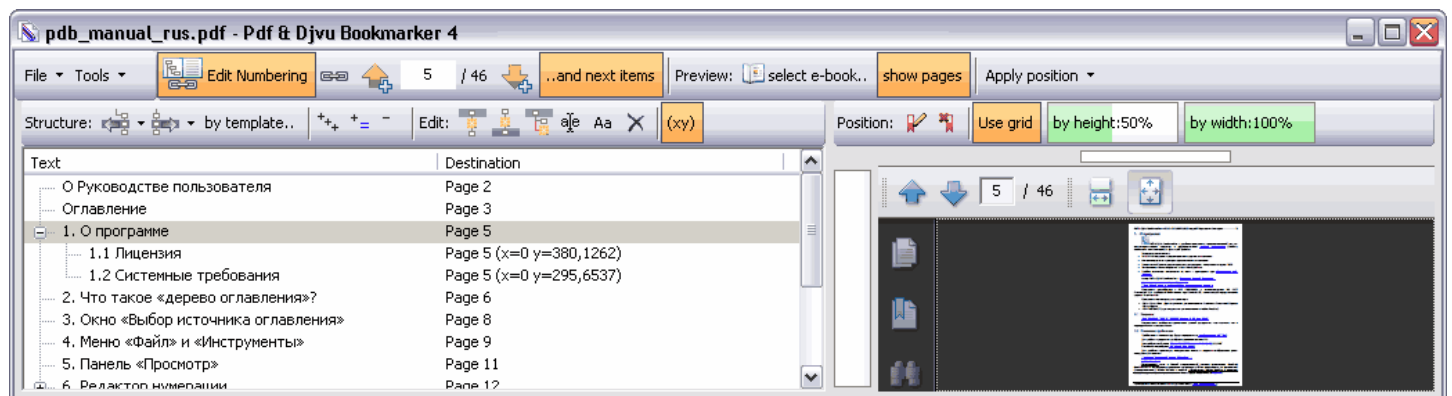 pdb_manual_rus.pdf - Pdf & Djvu Bookmarker 4
File Tools Edit Numbering 5 / 46 ..and next items Preview: select e-book.. show pages Apply position
Structure: by template.. Edit: Aa (xy) Position: Use grid by height:50% by width:100%
Text Destination
О Руководстве пользователя Page 2
Оглавление Page 3
5 / 46
1. О программе Page 5
1.1 Лицензия Page 5 (x=0 y=380,1262)
1.2 Системные требования Page 5 (x=0 y=295,6537)
2. Что такое «дерево оглавления»? Page 6
3. Окно «Выбор источника оглавления» Page 8
4. Меню «Файл» и «Инструменты» Page 9
5. Панель «Просмотр» Page 11
6. Редактор нумерации Page 12